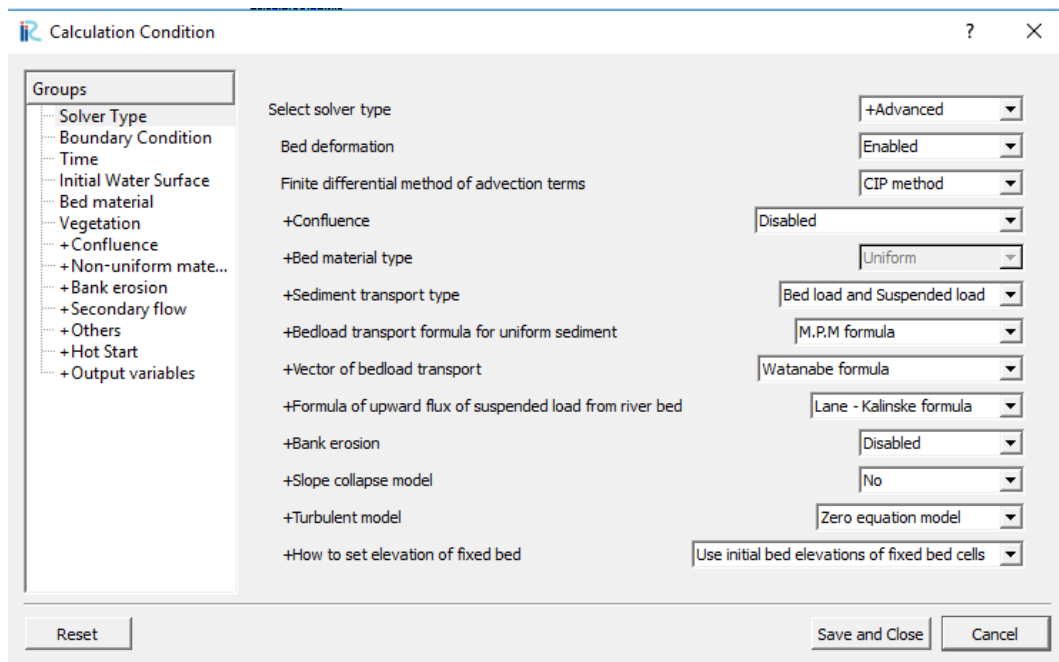 iRIC Calculation Condition ? ×
Groups
Solver Type
Boundary Condition
Time
Initial Water Surface
Bed material
Vegetation
+Confluence
+Non-uniform mate...
+Bank erosion
+Secondary flow
+Others
+Hot Start
+Output variables
Select solver type +Advanced
Bed deformation Enabled
Finite differential method of advection terms CIP method
+Confluence Disabled
+Bed material type Uniform
+Sediment transport type Bed load and Suspended load
+Bedload transport formula for uniform sediment M.P.M formula
+Vector of bedload transport Watanabe formula
+Formula of upward flux of suspended load from river bed Lane - Kalinske formula
+Bank erosion Disabled
+Slope collapse model No
+Turbulent model Zero equation model
+How to set elevation of fixed bed Use initial bed elevations of fixed bed cells
Reset Save and Close Cancel